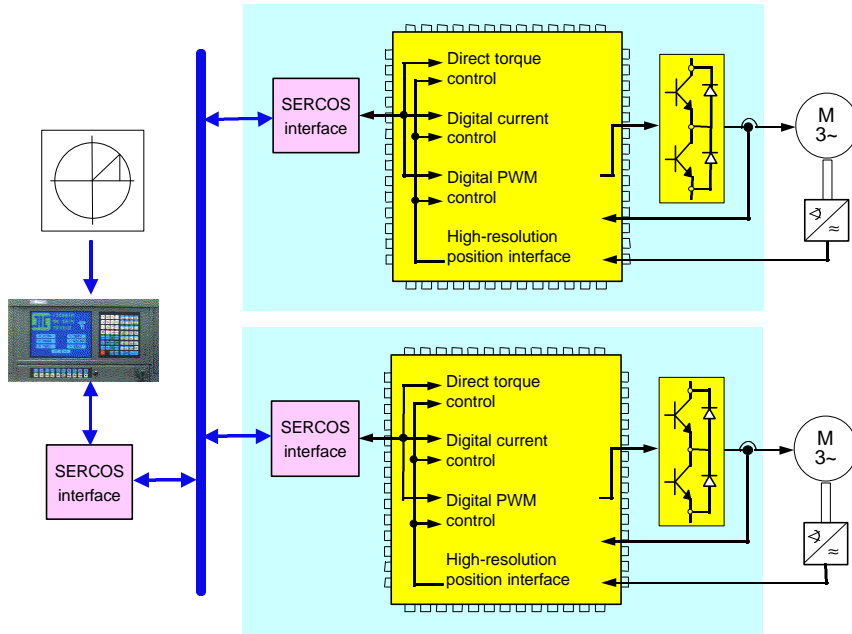 Direct torque
control
SERCOS
interface
Digital current
control
Digital PWM
control
High-resolution
position interface
M
3~
≈
SERCOS
interface
Direct torque
control
SERCOS
interface
Digital current
control
Digital PWM
control
High-resolution
position interface
M
3~
≈